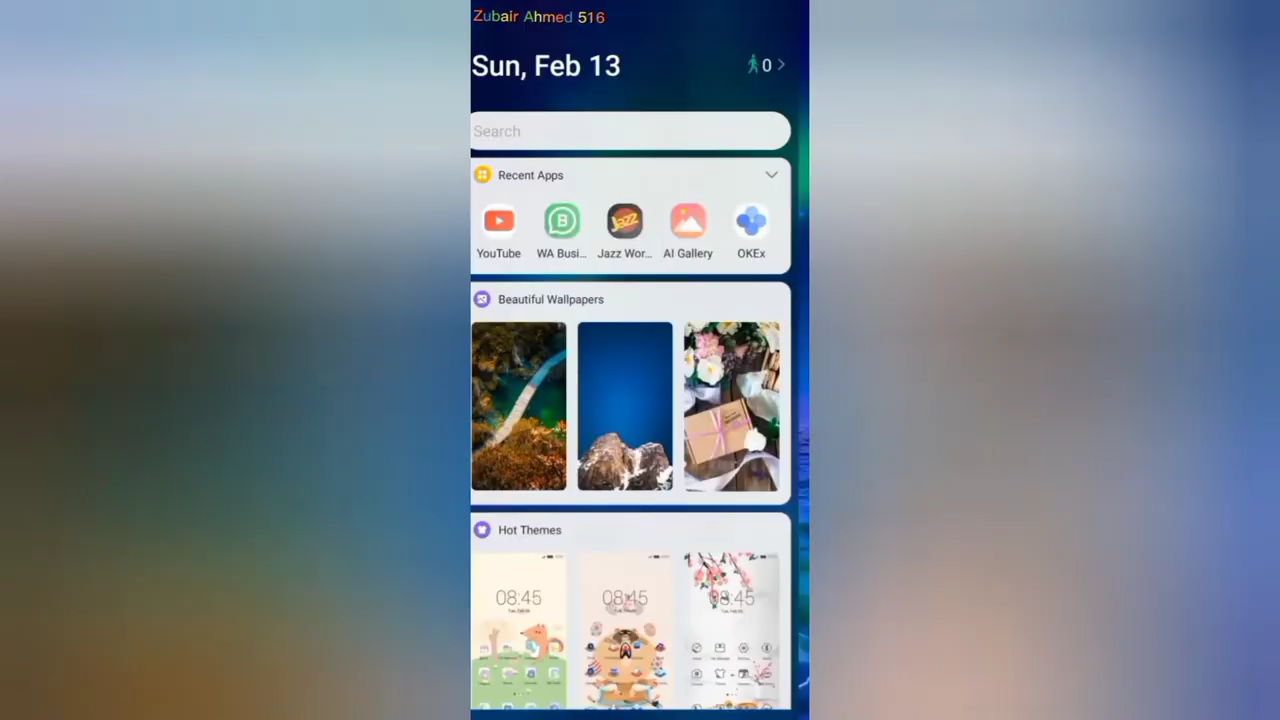 Zubair Ahmed 516
Sun, Feb 13
0
Search
Recent Apps
B
Jazz
YouTube
WA Busi...
Jazz Wor...
AI Gallery
OKEx
Beautiful Wallpapers
Hot Themes
08:45
08:45
08:45